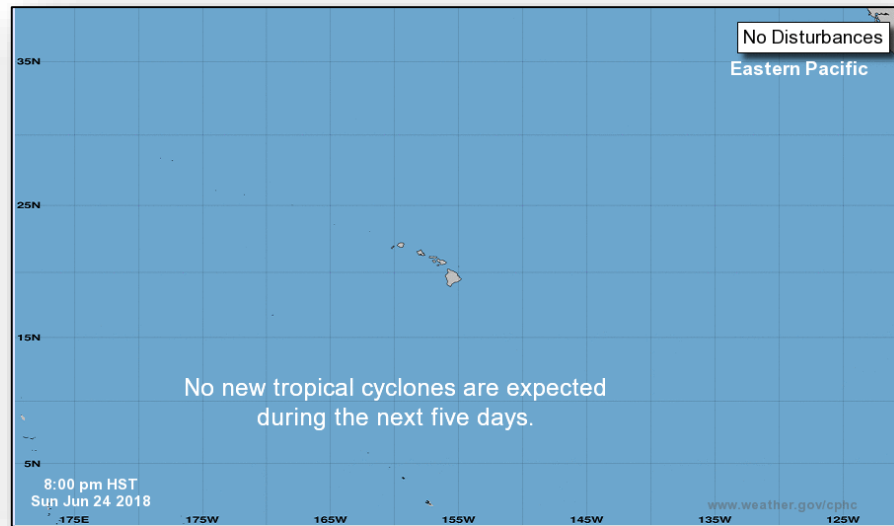 No Disturbances
Eastern Pacific
35N
25N
15N
No new tropical cyclones are expected
during the next five days.
5N
8:00 pm HST
Sun Jun 24 2018
www.weather.gov/cphc
175E 175W 165W 155W 145W 135W 125W